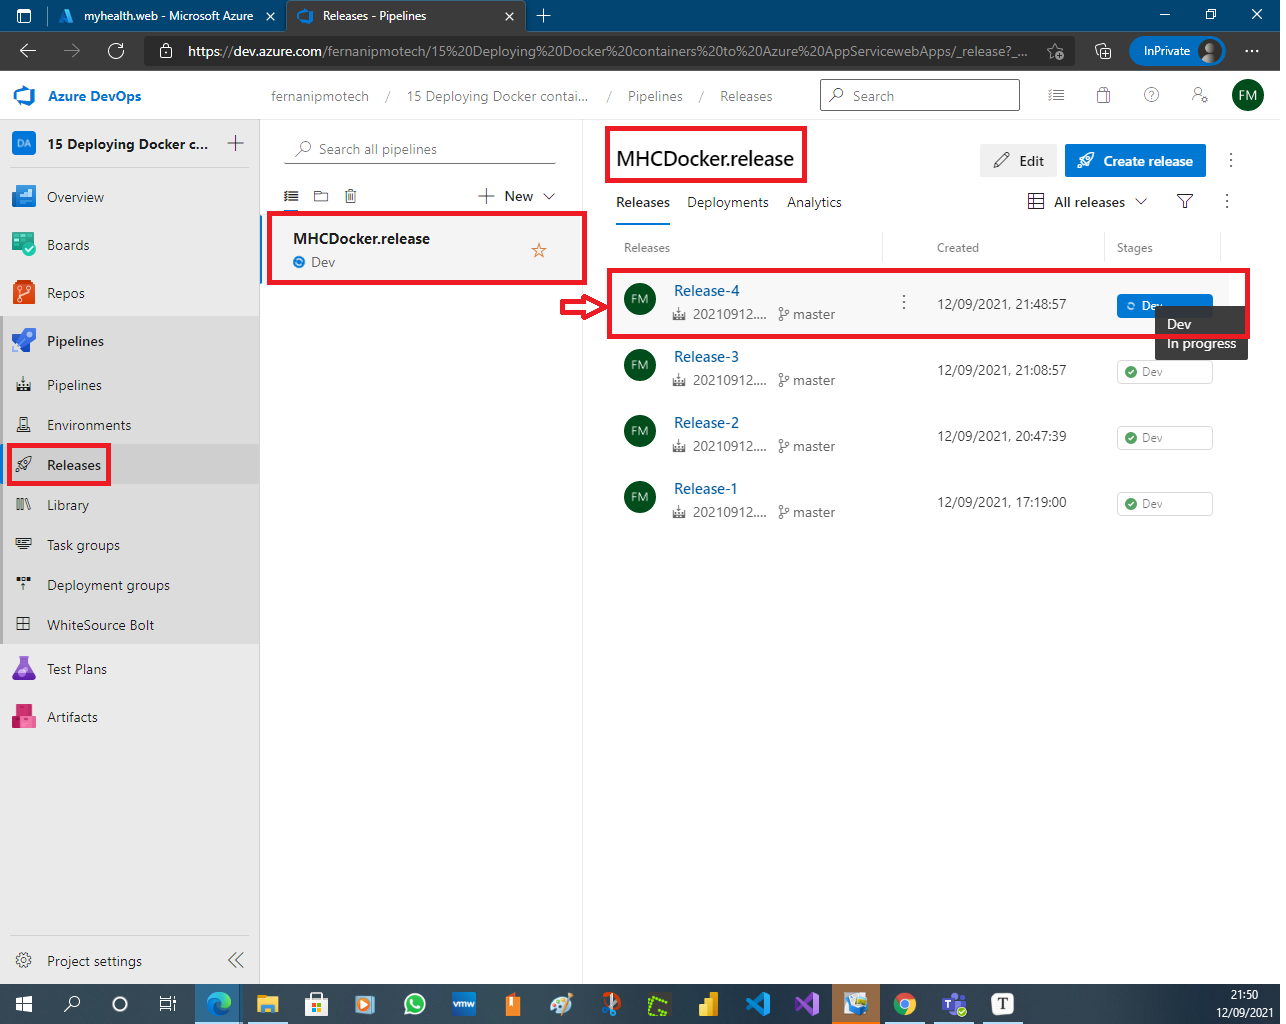 myhealth.web - Microsoft Azure
Releases - Pipelines
https://dev.azure.com/fernanipmotech/15%20Deploying%20Docker%20containers%20to%20Azure%20AppServicewebApps/_release?_...
InPrivate
Azure DevOps
fernanipmotech / 15 Deploying Docker contai... / Pipelines / Releases
Search
FM
DA
15 Deploying Docker c...
Overview
Boards
Repos
Pipelines
Pipelines
Environments
Releases
Library
Task groups
Deployment groups
WhiteSource Bolt
Test Plans
Artifacts
Project settings
Search all pipelines
New
MHCDocker.release
Dev
MHCDocker.release
Edit
Create release
Releases Deployments Analytics
All releases
Releases Created Stages
FM Release-4 12/09/2021, 21:48:57 Dev
20210912.... master
Dev
In progress
FM Release-3 12/09/2021, 21:08:57 Dev
20210912.... master
FM Release-2 12/09/2021, 20:47:39 Dev
20210912.... master
FM Release-1 12/09/2021, 17:19:00 Dev
20210912.... master
vmw
T
21:50
12/09/2021